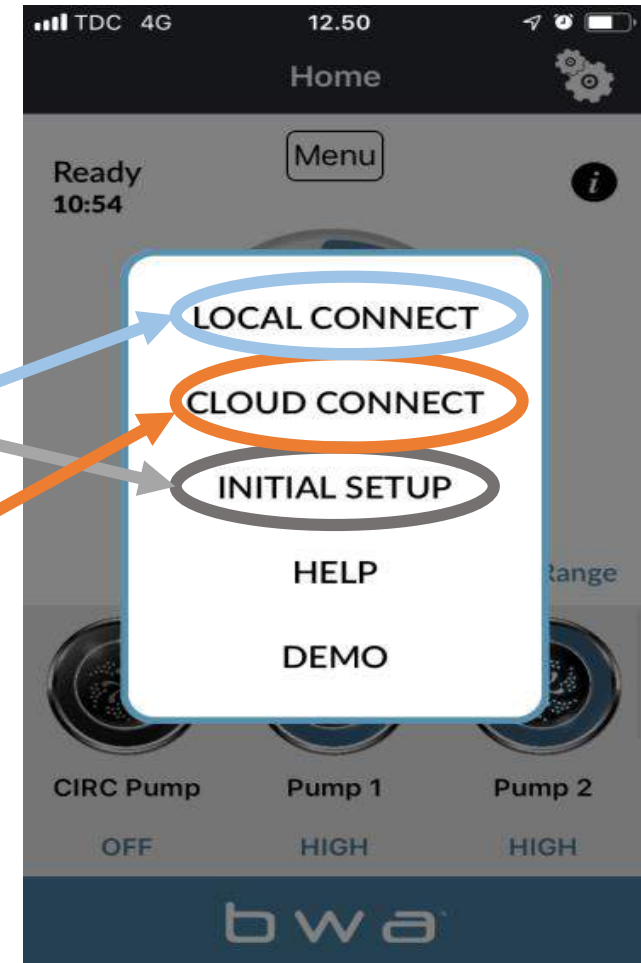 TDC 4G 12.50
Home
Menu
Ready
10:54
i
LOCAL CONNECT
CLOUD CONNECT
INITIAL SETUP
HELP
Range
DEMO
CIRC Pump Pump 1 Pump 2
OFF HIGH HIGH
bwa